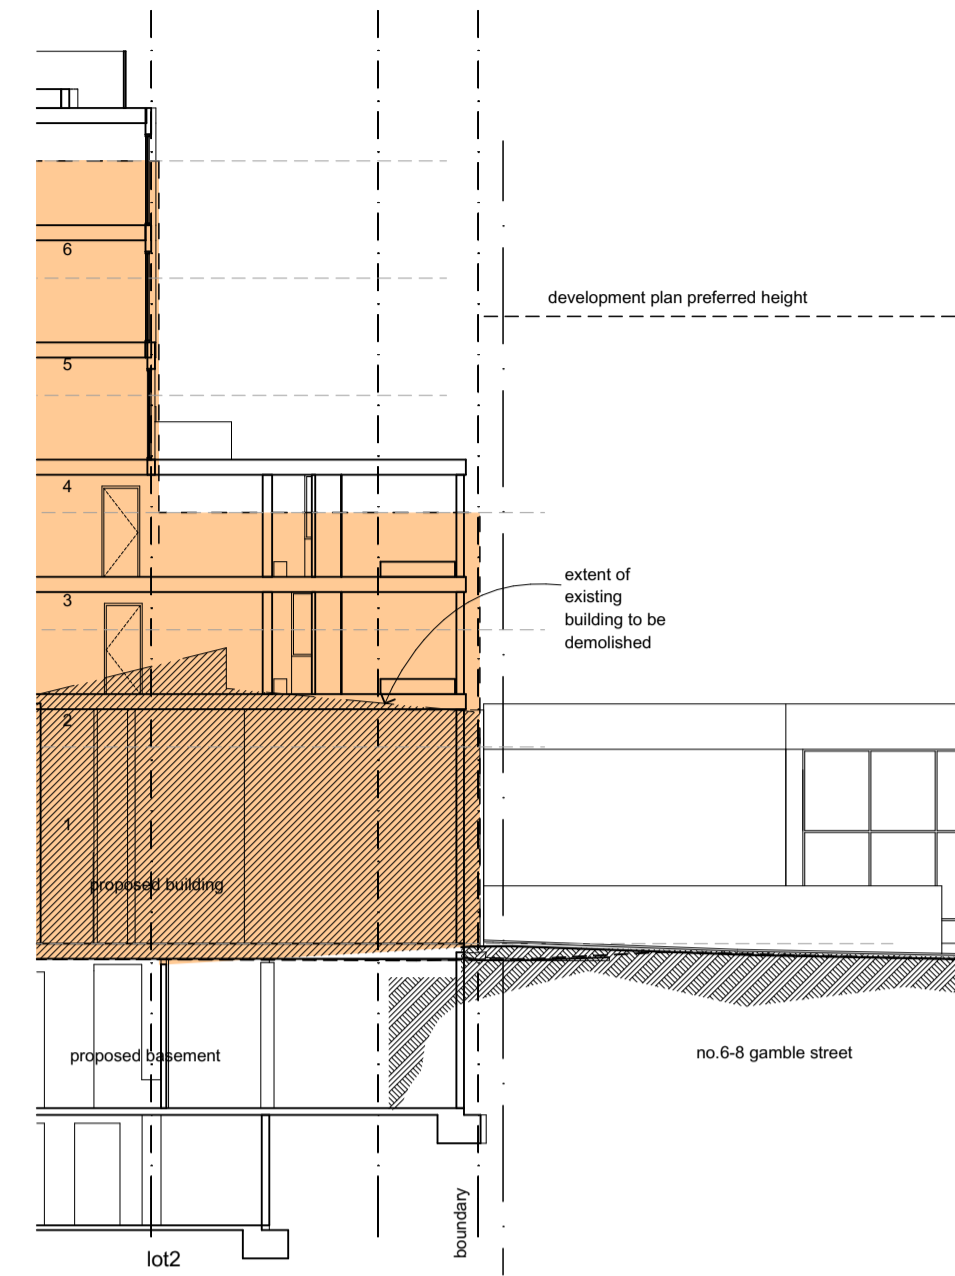 6
development plan preferred height
5
4
extent of
existing
building to be
demolished
3
2
1
proposed building
proposed basement
no.6-8 gamble street
boundary
lot2